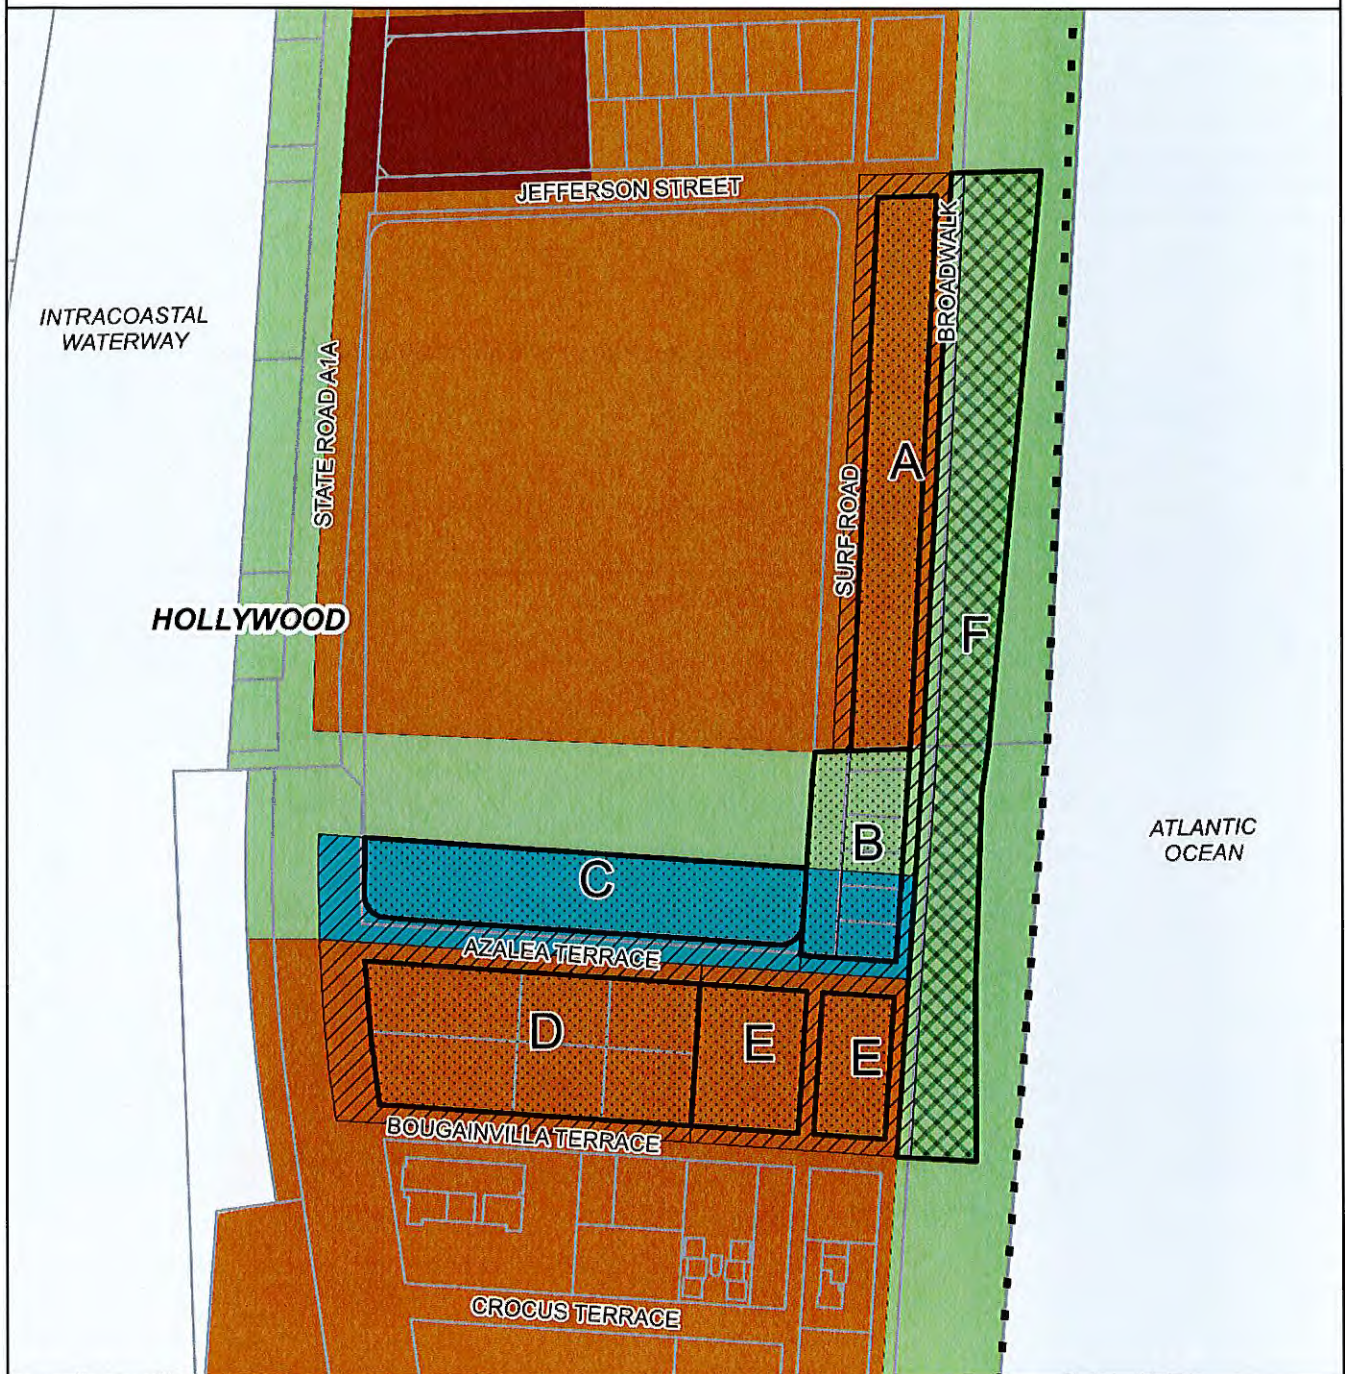 JEFFERSON STREET
BROADWALK
INTRACOASTAL
WATERWAY
STATE ROAD A1A
A
SURF ROAD
HOLLYWOOD
F
ATLANTIC
OCEAN
B
C
AZALEA TERRACE
D
E
E
BOUGAINVILLA TERRACE
CROCUS TERRACE